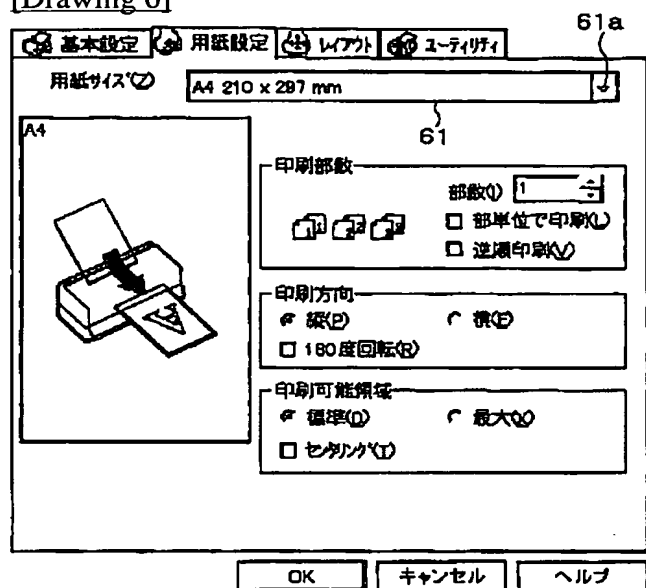 [Drawing 6]
61a
基本設定 用紙設定 レイアウト ユーティリティ
用紙サイズ(Z) A4 210 x 297 mm
61
A4
印刷部数
部数(I) 1
部単位で印刷(L)
逆順印刷(V)
印刷方向
縦(P) 横(E)
180度回転(R)
印刷可能領域
標準(D) 最大(X)
センタリング(T)
OK キャンセル ヘルプ